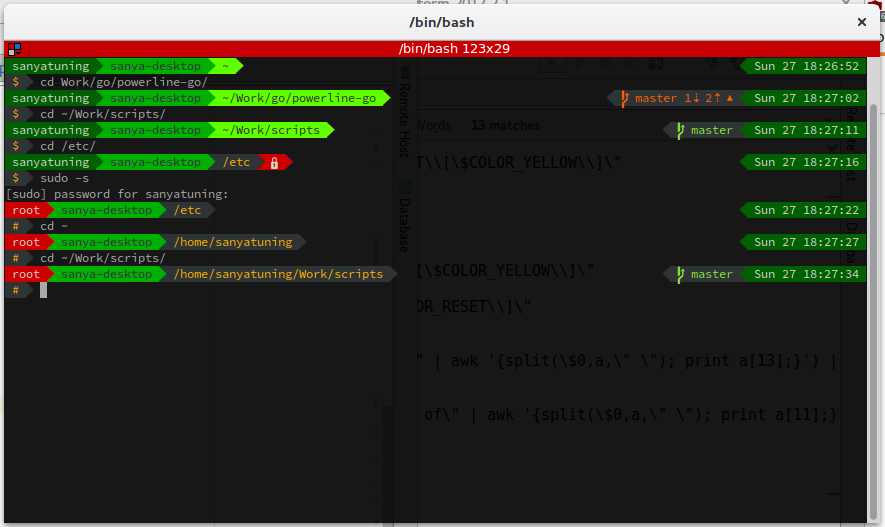 term 2017.2.1
/bin/bash
/bin/bash 123x29
sanyatuning sanya-desktop ~ Sun 27 18:26:52
$ cd Work/go/powerline-go/
sanyatuning sanya-desktop ~/Work/go/powerline-go master 1↓ 2↑ ▲ Sun 27 18:27:02
$ cd ~/Work/scripts/
sanyatuning sanya-desktop ~/Work/scripts master Sun 27 18:27:11
$ cd /etc/
sanyatuning sanya-desktop /etc Sun 27 18:27:16
$ sudo -s
[sudo] password for sanyatuning:
root sanya-desktop /etc Sun 27 18:27:22
# cd ~
root sanya-desktop /home/sanyatuning Sun 27 18:27:27
# cd ~/Work/scripts/
root sanya-desktop /home/sanyatuning/Work/scripts master Sun 27 18:27:34
#
Remote Host
Database
Words 13 matches
T\\[\$COLOR_YELLOW\\]\"
[\$COLOR_YELLOW\\]\"
OR_RESET\\]\"
" | awk '{split(\$0,a,\" \"); print a[13];}') |
of\" | awk '{split(\$0,a,\" \"); print a[11];}